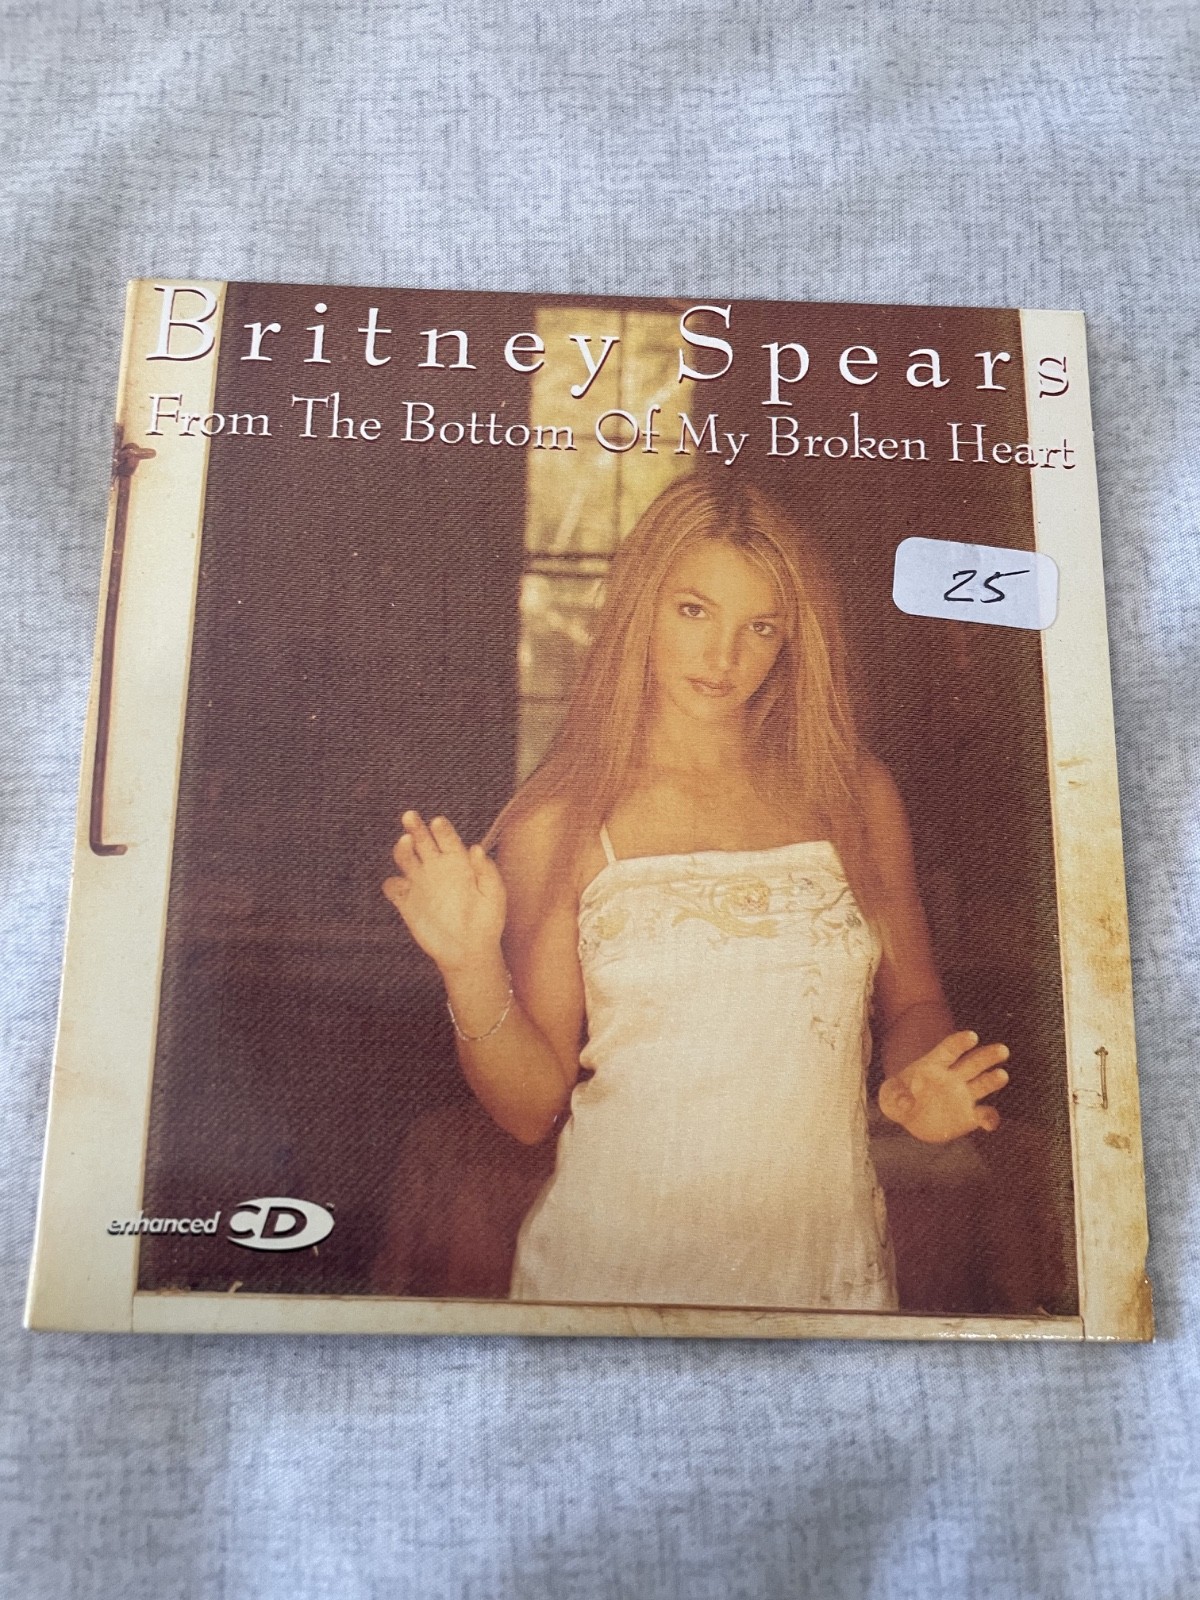 Britney Spears
From The Bottom Of My Broken Heart
25
enhanced CD